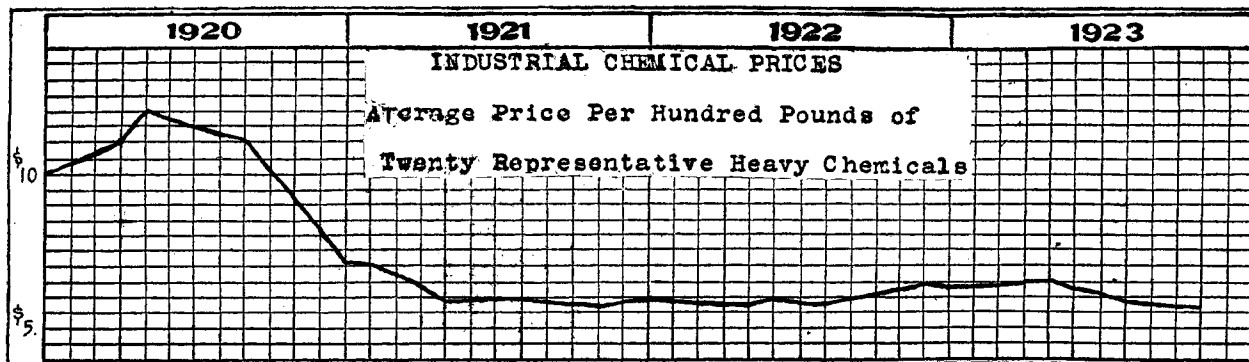 1920 1921 1922 1923
INDUSTRIAL CHEMICAL PRICES
Average Price Per Hundred Pounds of
Twenty Representative Heavy Chemicals
$10
$5.